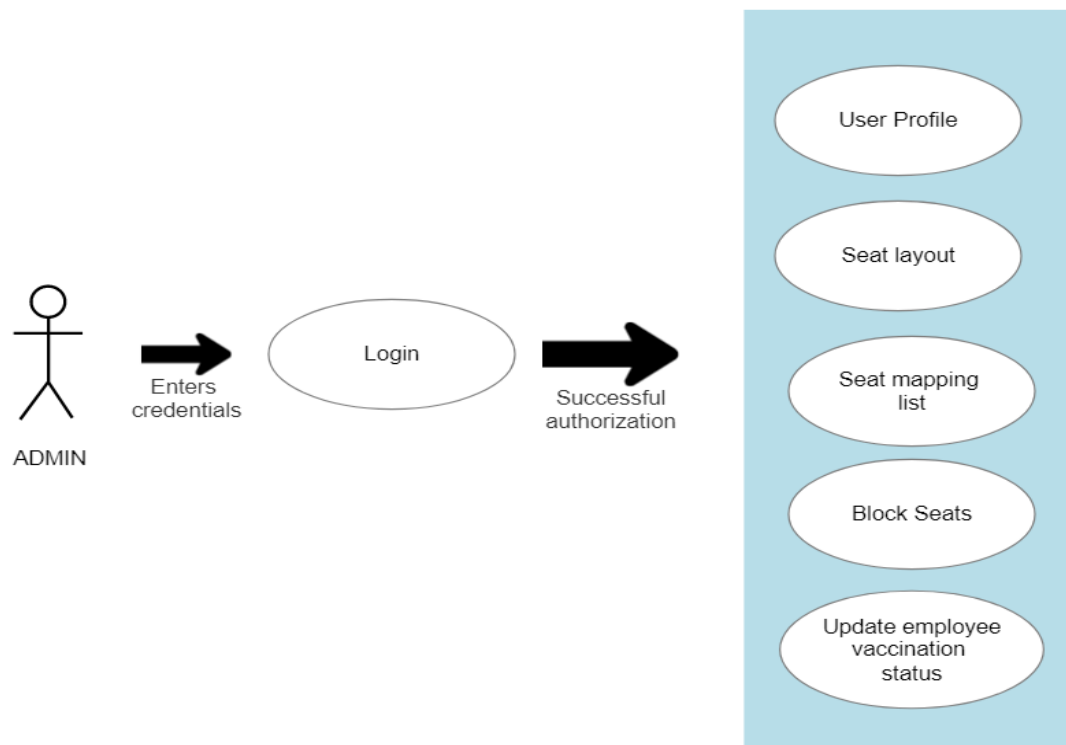 ADMIN
Enters
credentials
Login
Successful
authorization
User Profile
Seat layout
Seat mapping
list
Block Seats
Update employee
vaccination
status